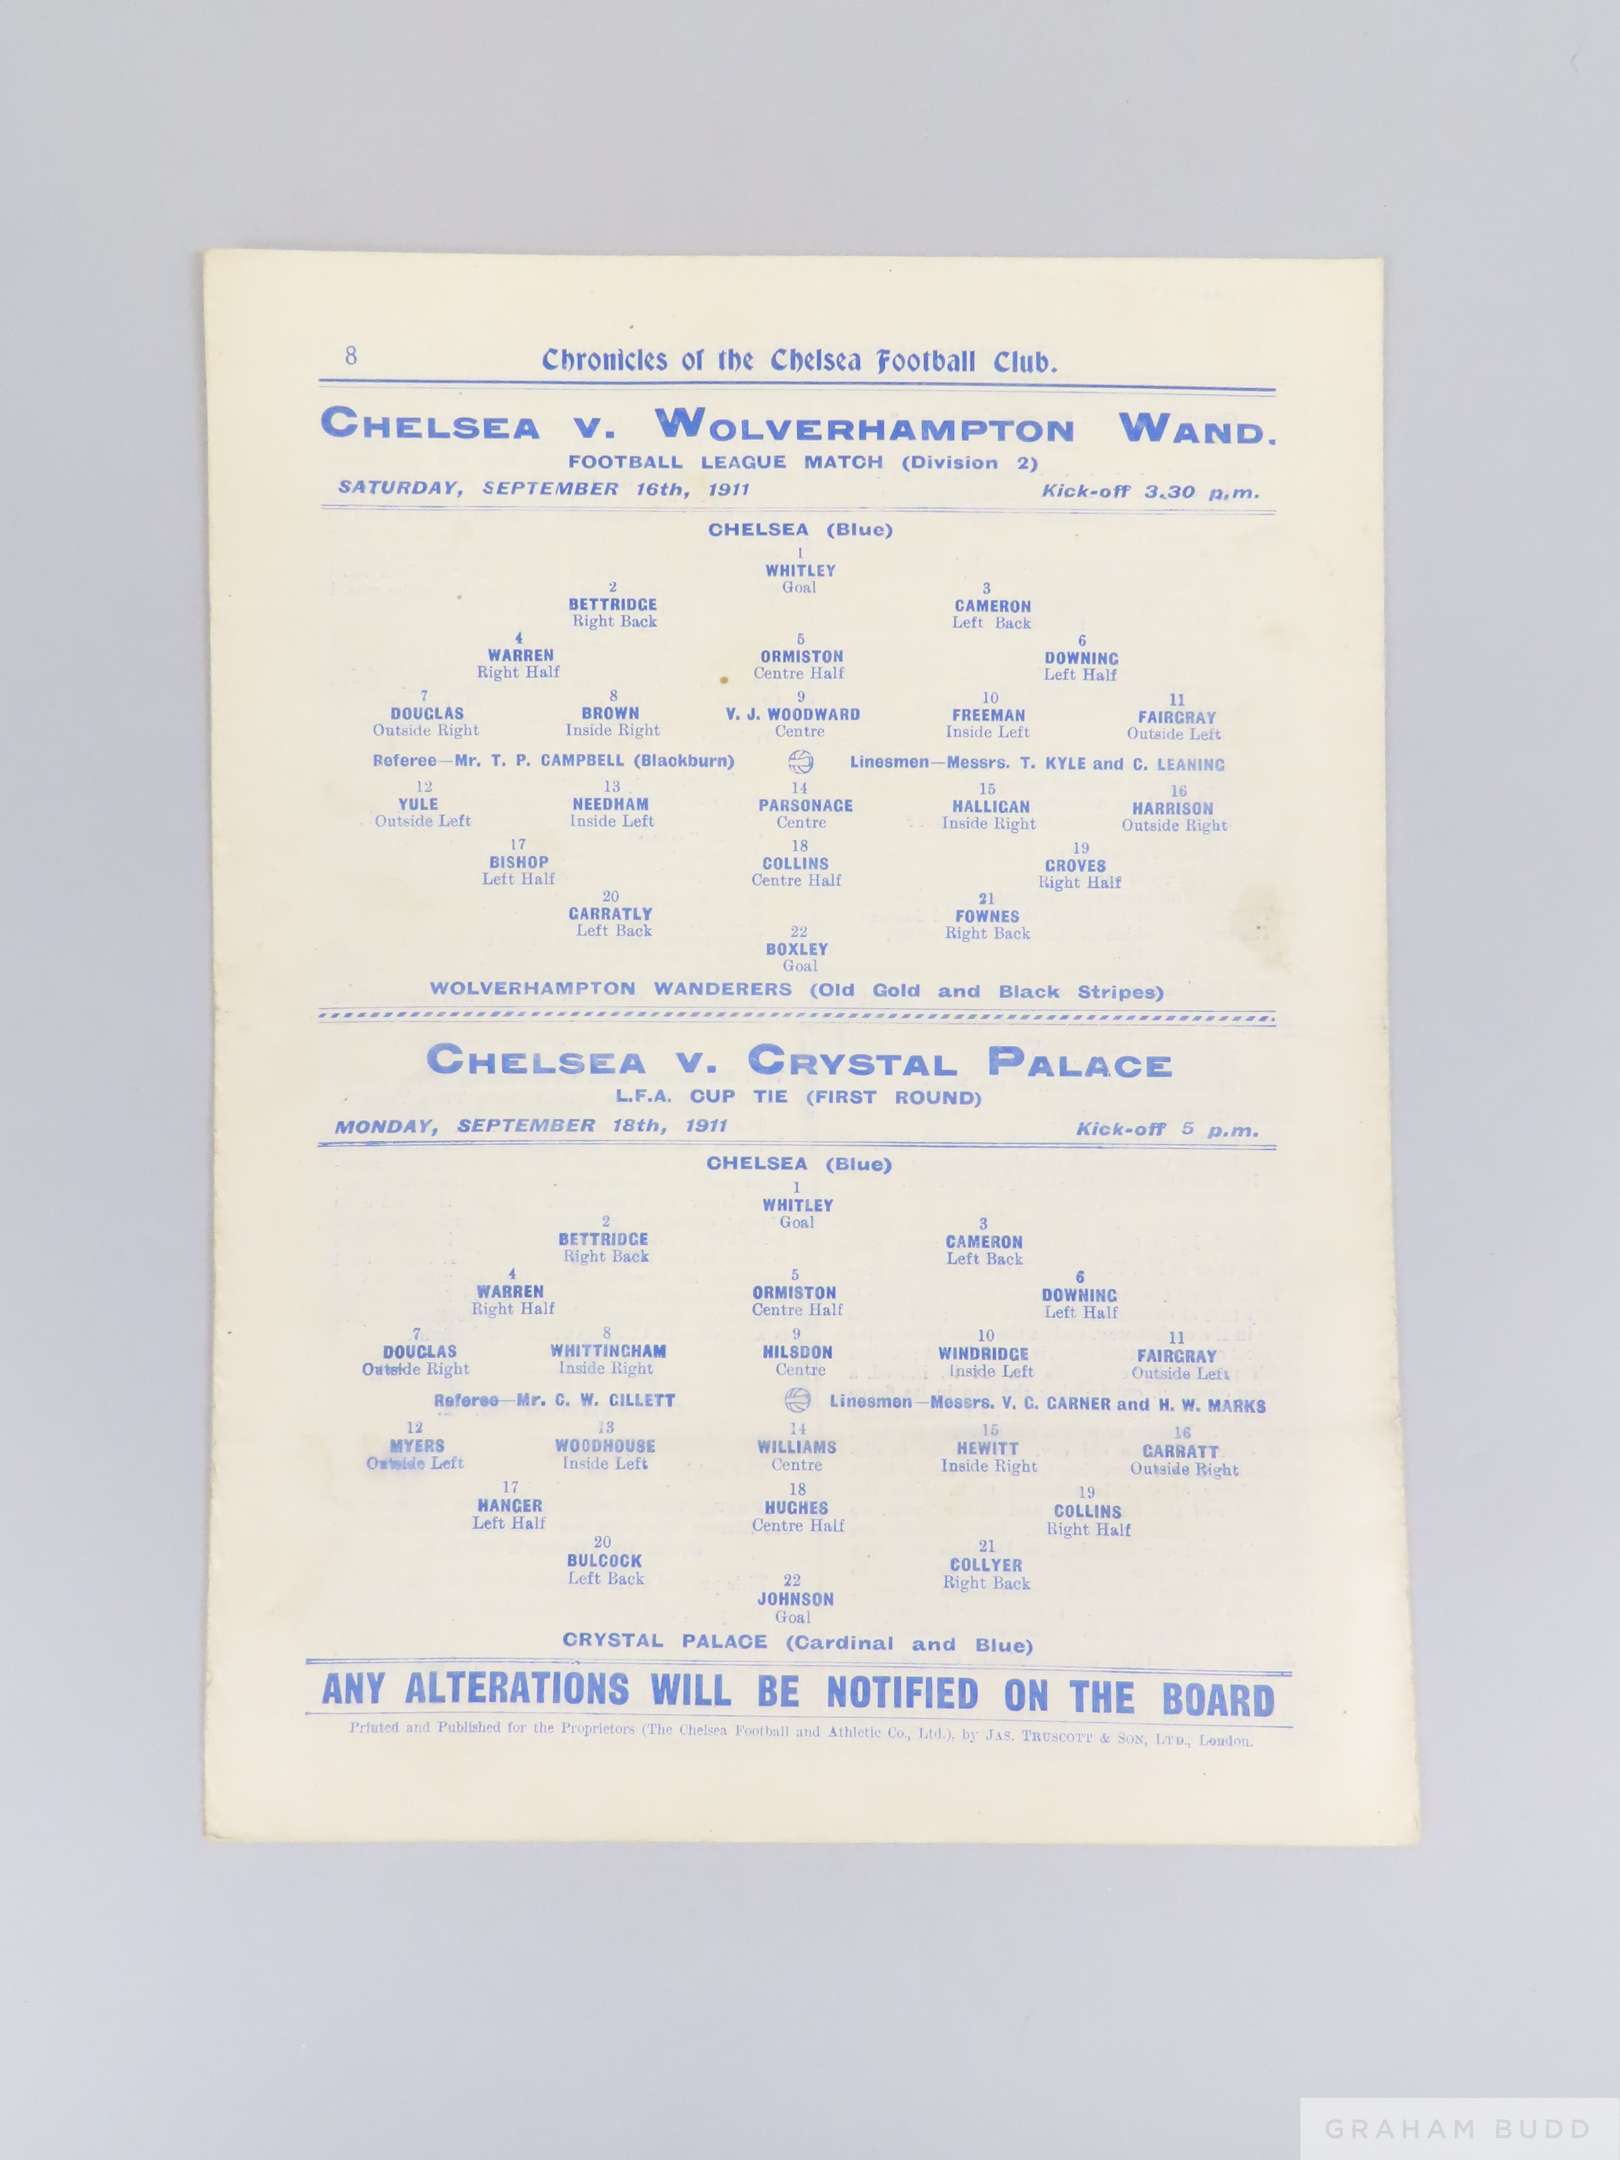 8 Chronicles of the Chelsea Football Club.
CHELSEA V. WOLVERHAMPTON WAND.
FOOTBALL LEAGUE MATCH (Division 2)
SATURDAY, SEPTEMBER 16th, 1911 Kick-off 3.30 p.m.
CHELSEA (Blue)
1
WHITLEY
Goal
2 3
BETTRIDGE CAMERON
Right Back Left Back
4 5 6
WARREN ORMISTON DOWNING
Right Half Centre Half Left Half
7 8 9 10 11
DOUGLAS BROWN V. J. WOODWARD FREEMAN FAIRGRAY
Outside Right Inside Right Centre Inside Left Outside Left
Referee—Mr. T. P. CAMPBELL (Blackburn) Linesmen—Messrs. T. KYLE and C. LEANING
12 13 14 15 16
YULE NEEDHAM PARSONAGE HALLIGAN HARRISON
Outside Left Inside Left Centre Inside Right Outside Right
17 18 19
BISHOP COLLINS GROVES
Left Half Centre Half Right Half
20 21
GARRATLY FOWNES
Left Back Right Back
22
BOXLEY
Goal
WOLVERHAMPTON WANDERERS (Old Gold and Black Stripes)
CHELSEA V. CRYSTAL PALACE
L.F.A. CUP TIE (FIRST ROUND)
MONDAY, SEPTEMBER 18th, 1911 Kick-off 5 p.m.
CHELSEA (Blue)
1
WHITLEY
Goal
2 3
BETTRIDGE CAMERON
Right Back Left Back
4 5 6
WARREN ORMISTON DOWNING
Right Half Centre Half Left Half
7 8 9 10 11
DOUGLAS WHITTINGHAM HILSDON WINDRIDGE FAIRGRAY
Outside Right Inside Right Centre Inside Left Outside Left
Referee—Mr. C. W. GILLETT Linesmen—Messrs. V. G. GARNER and H. W. MARKS
12 13 14 15 16
MYERS WOODHOUSE WILLIAMS HEWITT GARRATT
Outside Left Inside Left Centre Inside Right Outside Right
17 18 19
HANGER HUGHES COLLINS
Left Half Centre Half Right Half
20 21
BULCOCK COLLYER
Left Back Right Back
22
JOHNSON
Goal
CRYSTAL PALACE (Cardinal and Blue)
ANY ALTERATIONS WILL BE NOTIFIED ON THE BOARD
Printed and Published for the Proprietors (The Chelsea Football and Athletic Co., Ltd.), by JAS. TRUSCOTT & SON, LTD., London.
GRAHAM BUDD